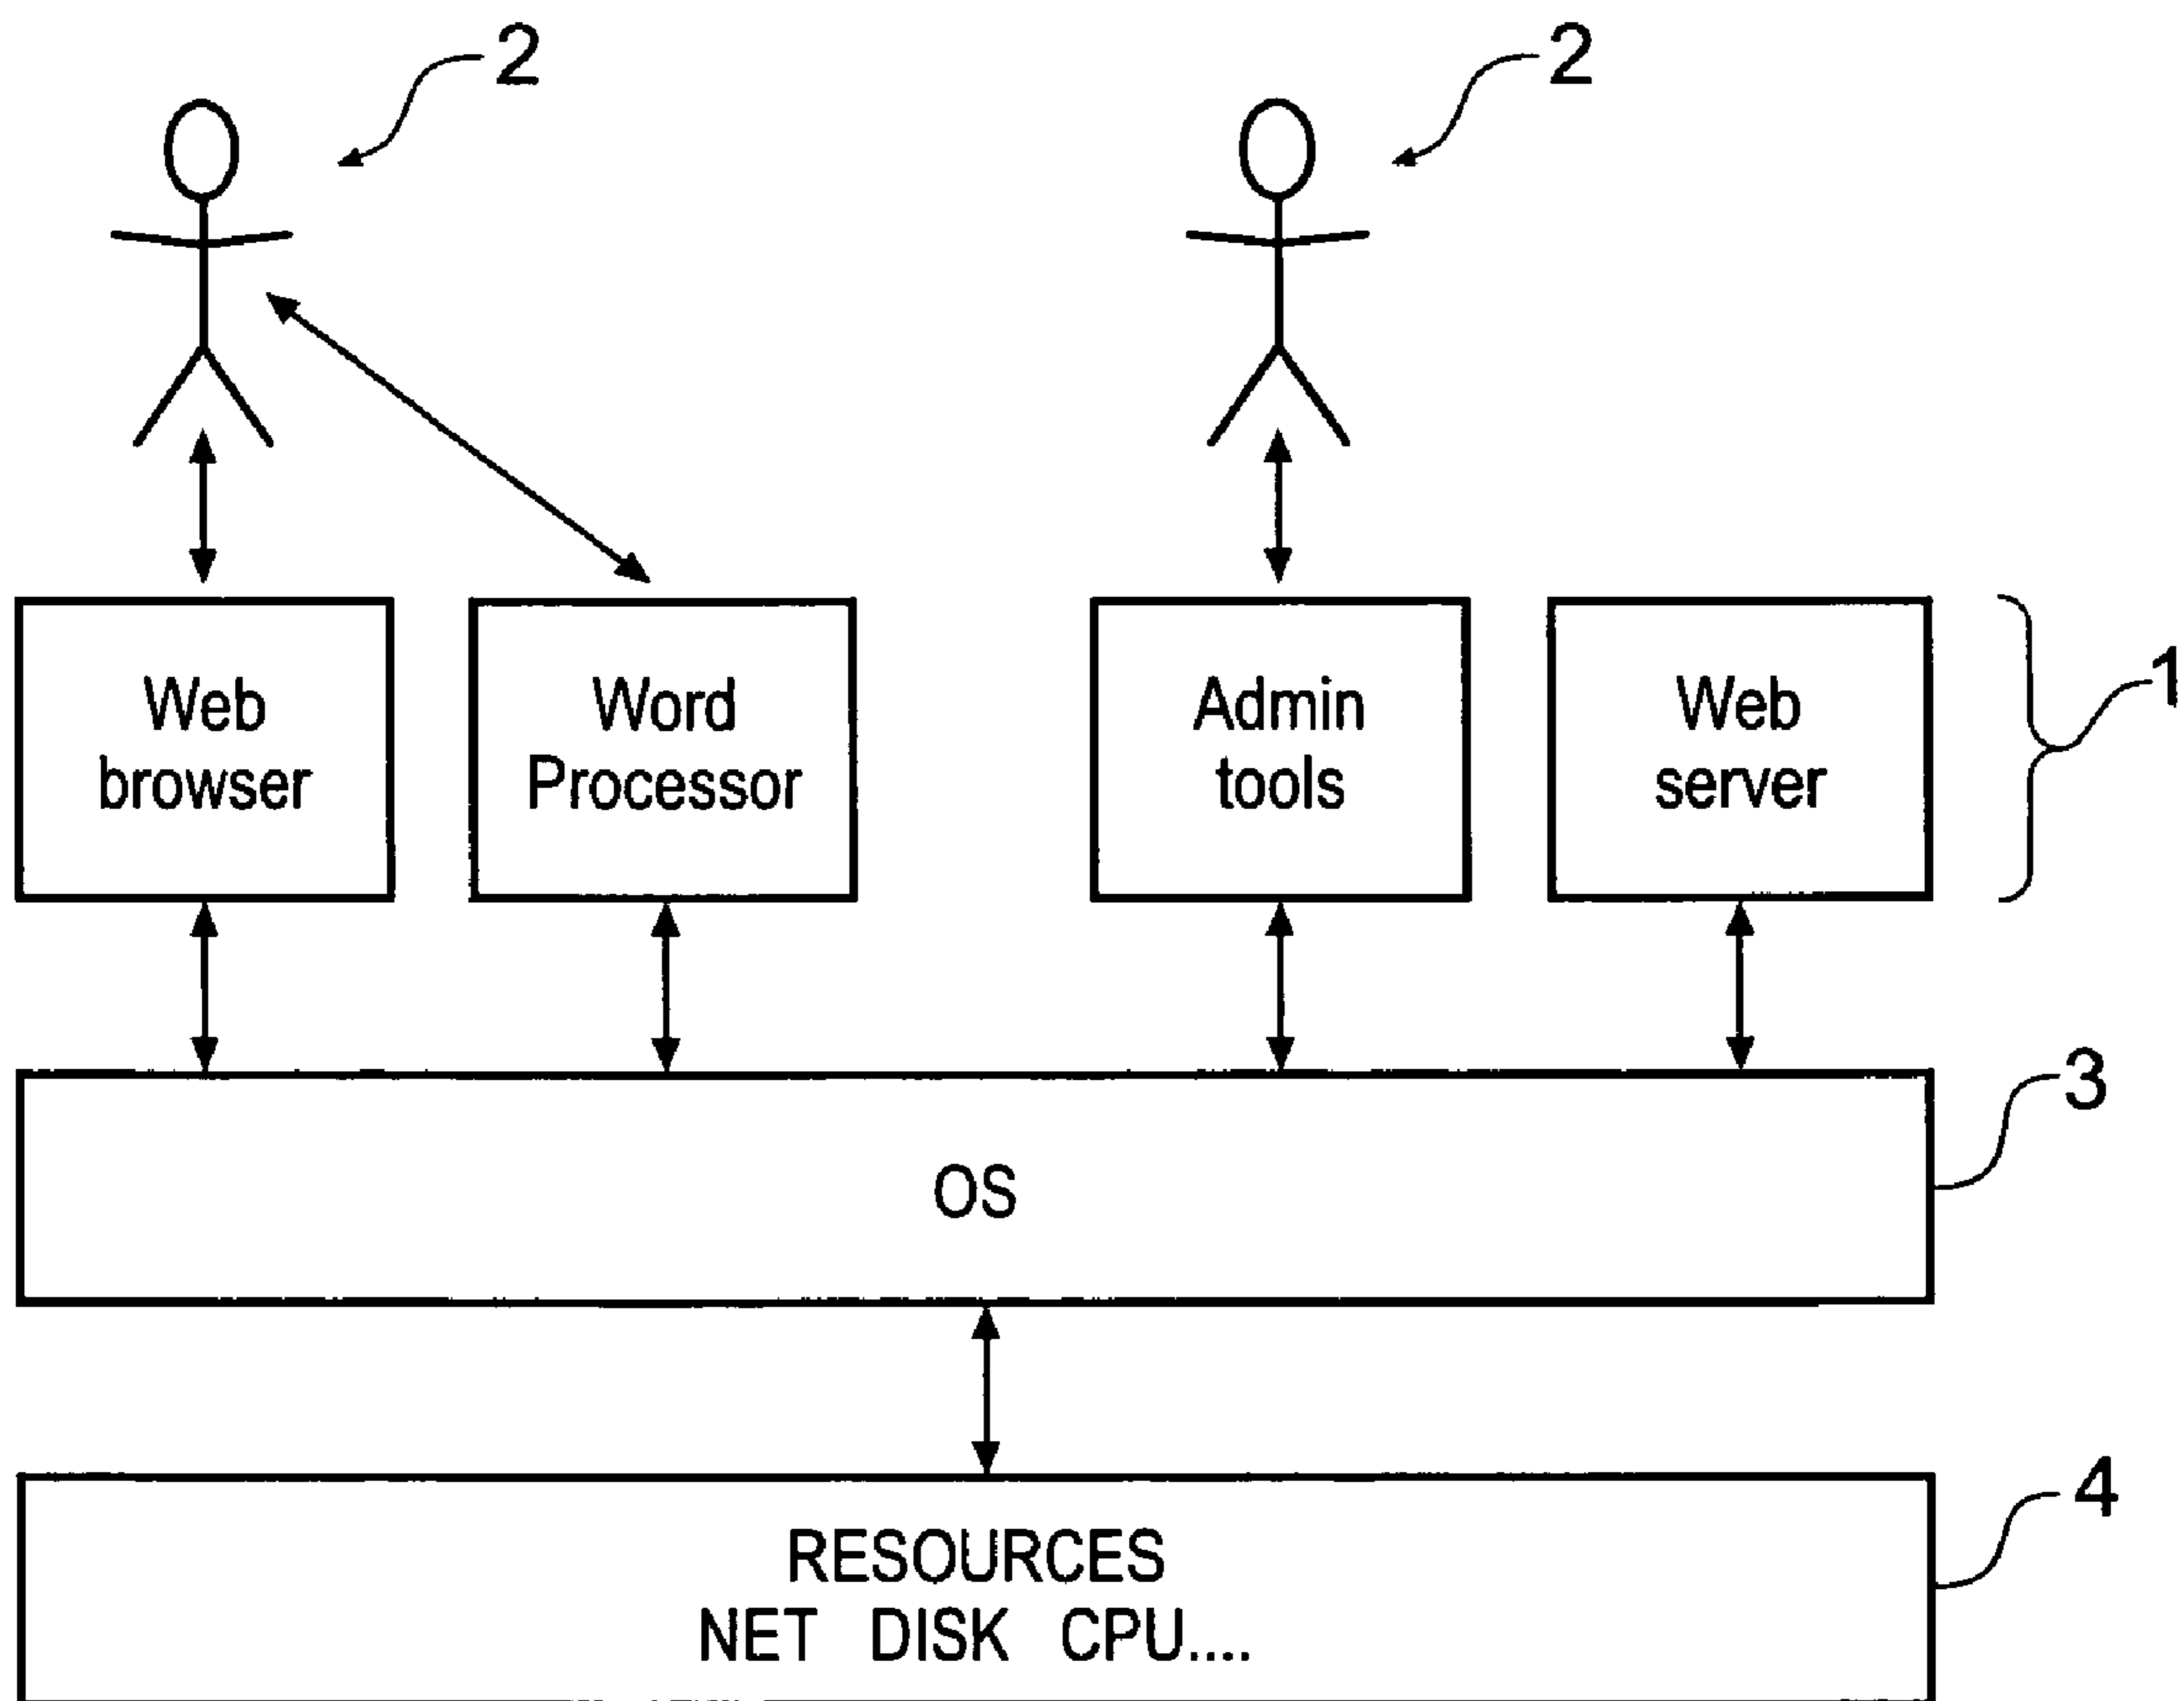 2
2
Web
browser
Word
Processor
Admin
tools
Web
server
1
3
OS
4
RESOURCES
NET DISK CPU....